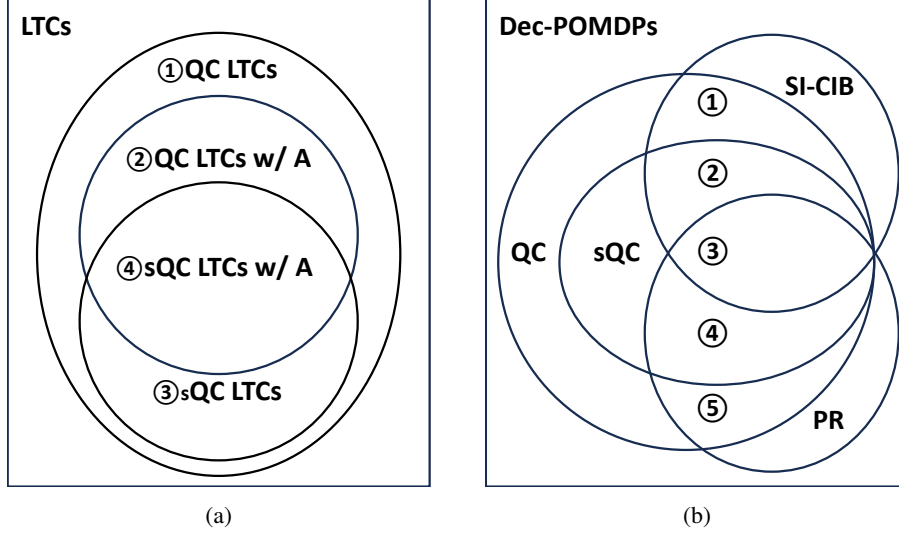 LTCs
①QC LTCs
②QC LTCs w/ A
④sQC LTCs w/ A
③sQC LTCs
(a)
Dec-POMDPs
SI-CIB
①
②
QC
sQC
③
④
⑤
PR
(b)